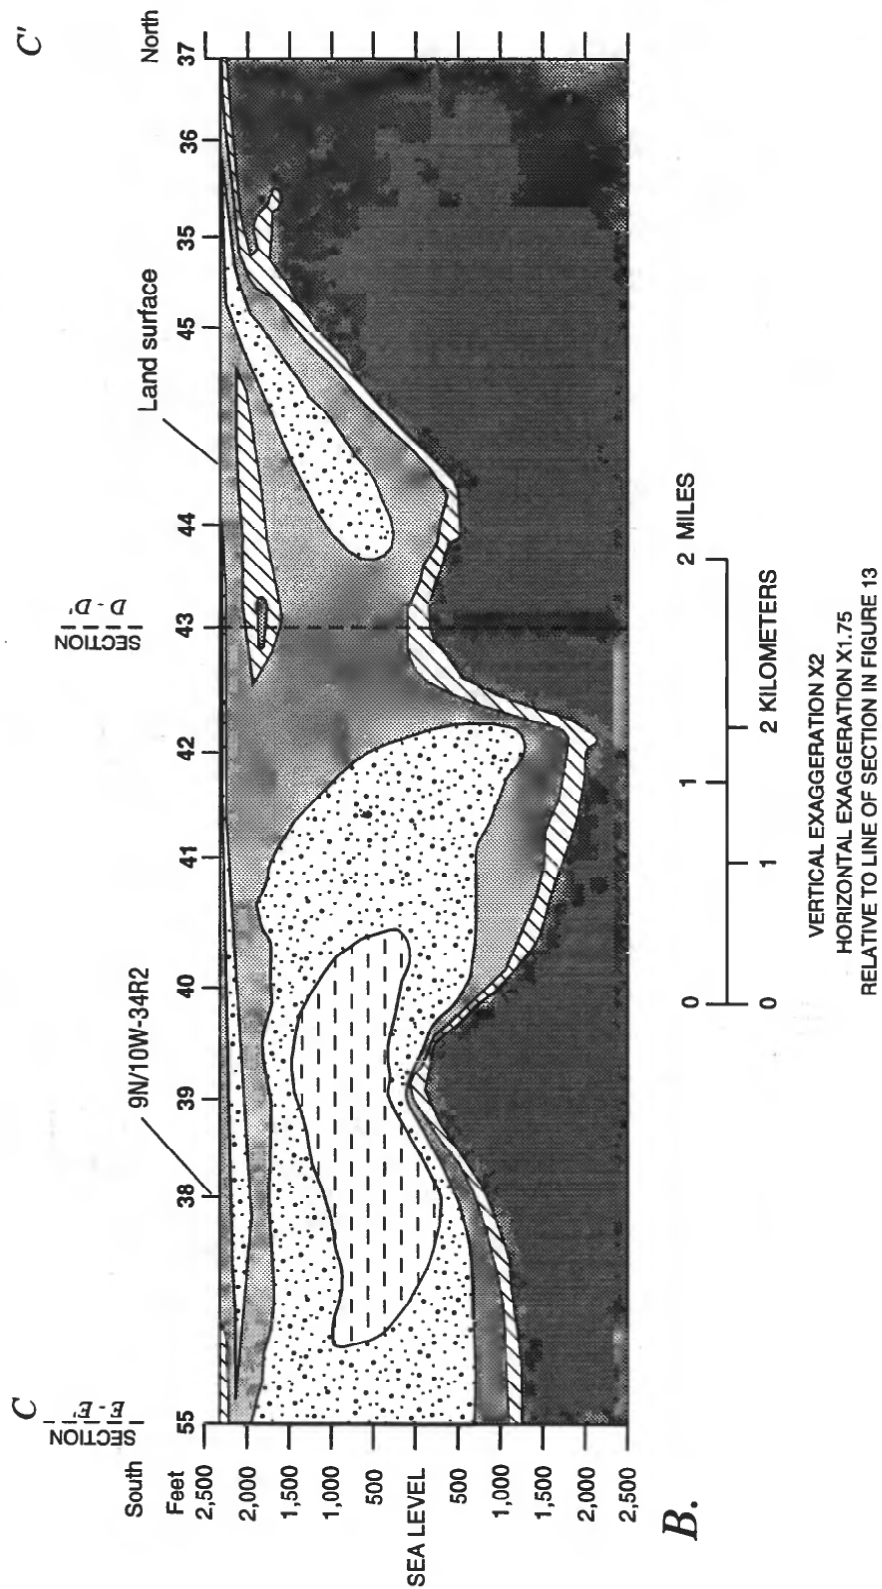 C
C'
SECTION
E - E'
SECTION
D - D'
South
North
9N/10W-34R2
Land surface
Feet
55
38
39
40
41
42
43
44
45
35
36
37
2,500
2,000
1,500
1,000
500
SEA LEVEL
500
1,000
1,500
2,000
2,500
0
1
2 MILES
0
1
2 KILOMETERS
VERTICAL EXAGGERATION X2
HORIZONTAL EXAGGERATION X1.75
RELATIVE TO LINE OF SECTION IN FIGURE 13
B.